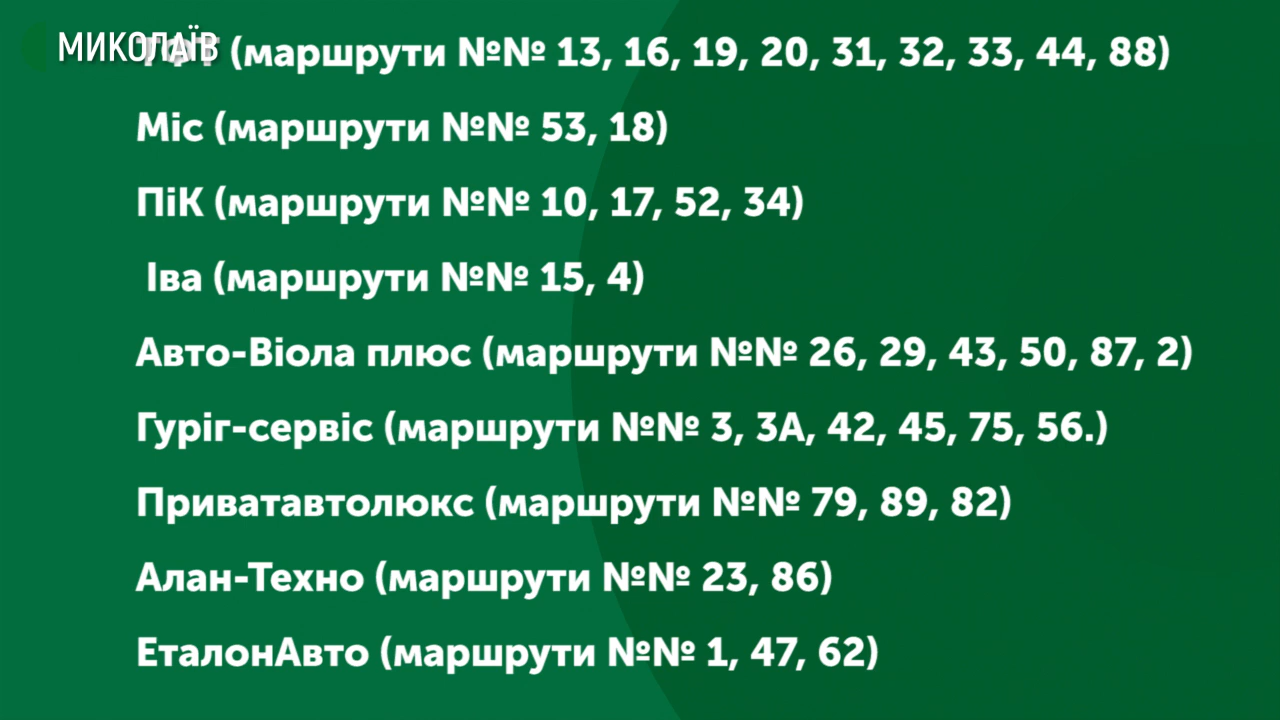 МИКОЛАЇВ
(маршрути №№ 13, 16, 19, 20, 31, 32, 33, 44, 88)
Міс (маршрути №№ 53, 18)
ПіК (маршрути №№ 10, 17, 52, 34)
Іва (маршрути №№ 15, 4)
Авто-Віола плюс (маршрути №№ 26, 29, 43, 50, 87, 2)
Гуріг-сервіс (маршрути №№ 3, 3А, 42, 45, 75, 56.)
Приватавтолюкс (маршрути №№ 79, 89, 82)
Алан-Техно (маршрути №№ 23, 86)
ЕталонАвто (маршрути №№ 1, 47, 62)